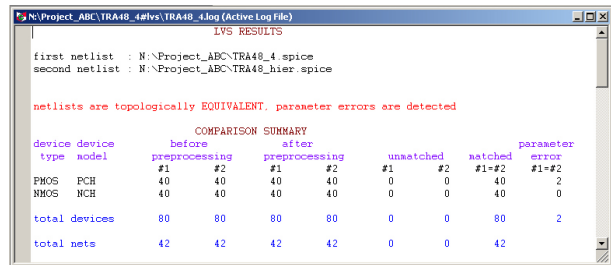 N:\Project_ABC\TRA48_4#lvs\TRA48_4.log (Active Log File)
LVS RESULTS
first netlist : N:\Project_ABC\TRA48_4.spice
second netlist : N:\Project_ABC\TRA48_hier.spice
netlists are topologically EQUIVALENT, parameter errors are detected
COMPARISON SUMMARY
device device before after parameter
type model preprocessing preprocessing unmatched matched error
#1 #2 #1 #2 #1 #2 #1=#2 #1=#2
PMOS PCH 40 40 40 40 0 0 40 2
NMOS NCH 40 40 40 40 0 0 40 0
total devices 80 80 80 80 0 0 80 2
total nets 42 42 42 42 0 0 42